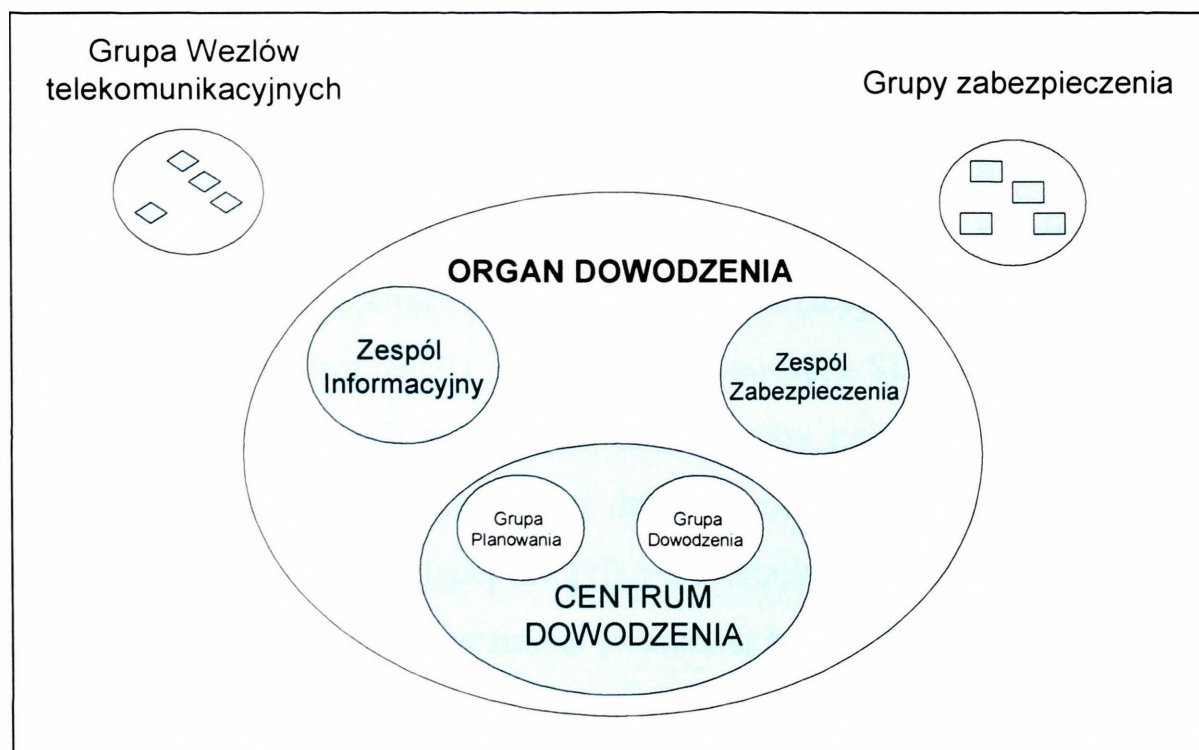 Grupa Wezlów
telekomunikacyjnych
Grupy zabezpieczenia
ORGAN DOWODZENIA
Zespól
Informacyjny
Zespól
Zabezpieczenia
Grupa
Planowania
Grupa
Dowodzenia
CENTRUM
DOWODZENIA